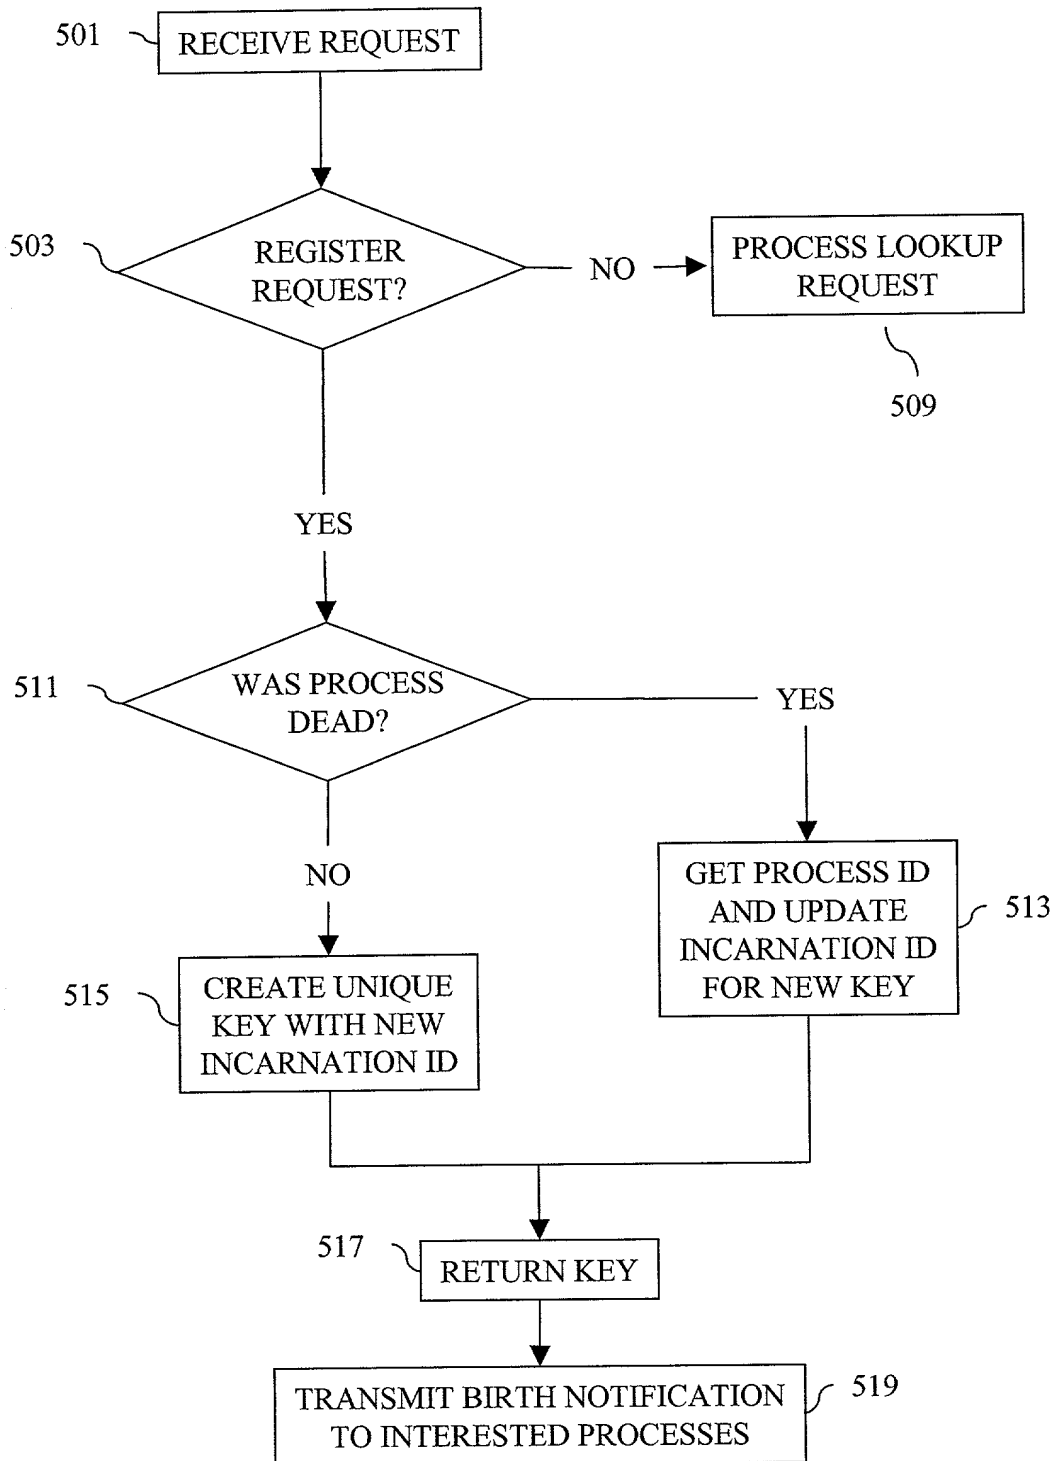 501
RECEIVE REQUEST
503
REGISTER
REQUEST?
NO
PROCESS LOOKUP
REQUEST
509
YES
511
WAS PROCESS
DEAD?
YES
NO
GET PROCESS ID
AND UPDATE
INCARNATION ID
FOR NEW KEY
513
515
CREATE UNIQUE
KEY WITH NEW
INCARNATION ID
517
RETURN KEY
TRANSMIT BIRTH NOTIFICATION
TO INTERESTED PROCESSES
519